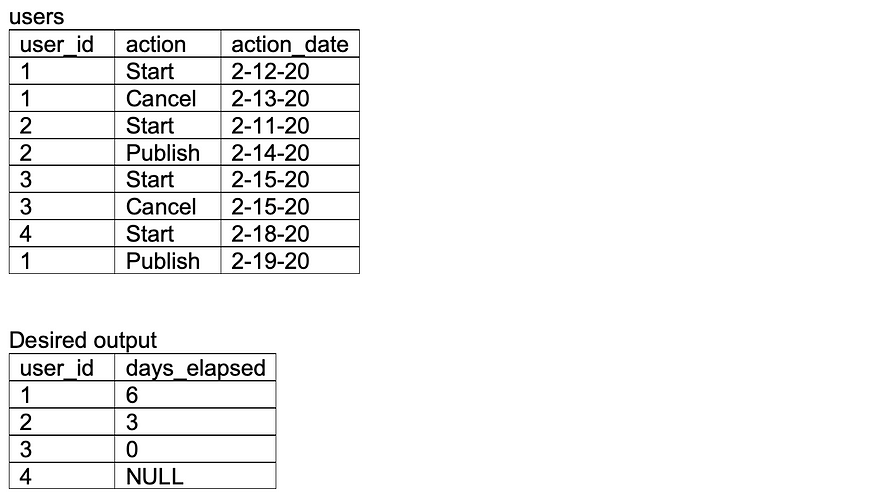 users
user_id action action_date
1 Start 2-12-20
1 Cancel 2-13-20
2 Start 2-11-20
2 Publish 2-14-20
3 Start 2-15-20
3 Cancel 2-15-20
4 Start 2-18-20
1 Publish 2-19-20
Desired output
user_id days_elapsed
1 6
2 3
3 0
4 NULL